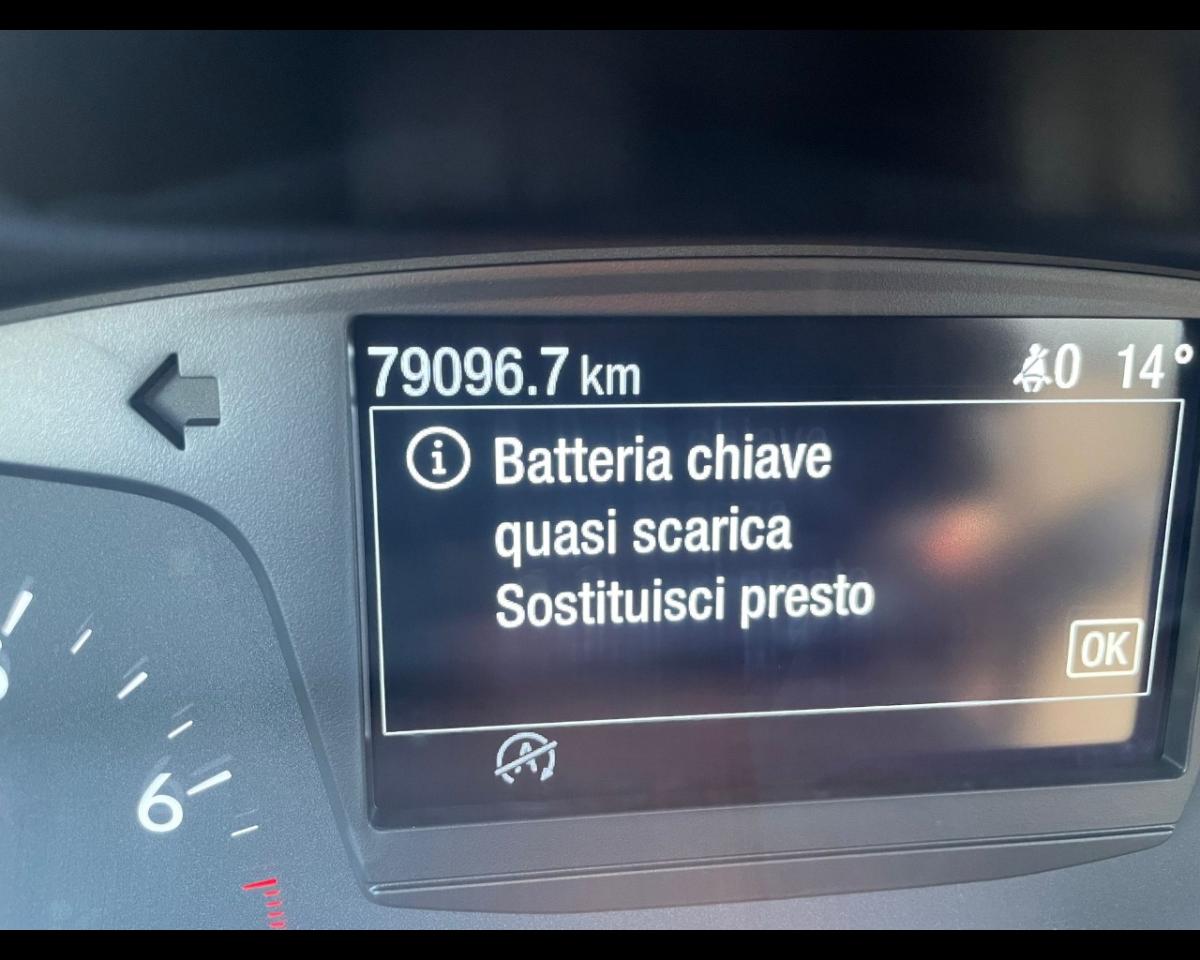 79096.7 km 0 14°
Batteria chiave
quasi scarica
Sostituisci presto
OK
6